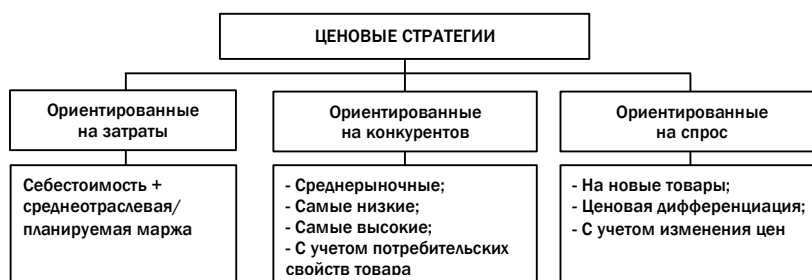 ЦЕНОВЫЕ СТРАТЕГИИ
Ориентированные
на затраты
Ориентированные
на конкурентов
Ориентированные
на спрос
Себестоимость +
среднеотраслевая/
планируемая маржа
- Среднерыночные;
- Самые низкие;
- Самые высокие;
- С учетом потребительских
свойств товара
- На новые товары;
- Ценовая дифференциация;
- С учетом изменения цен